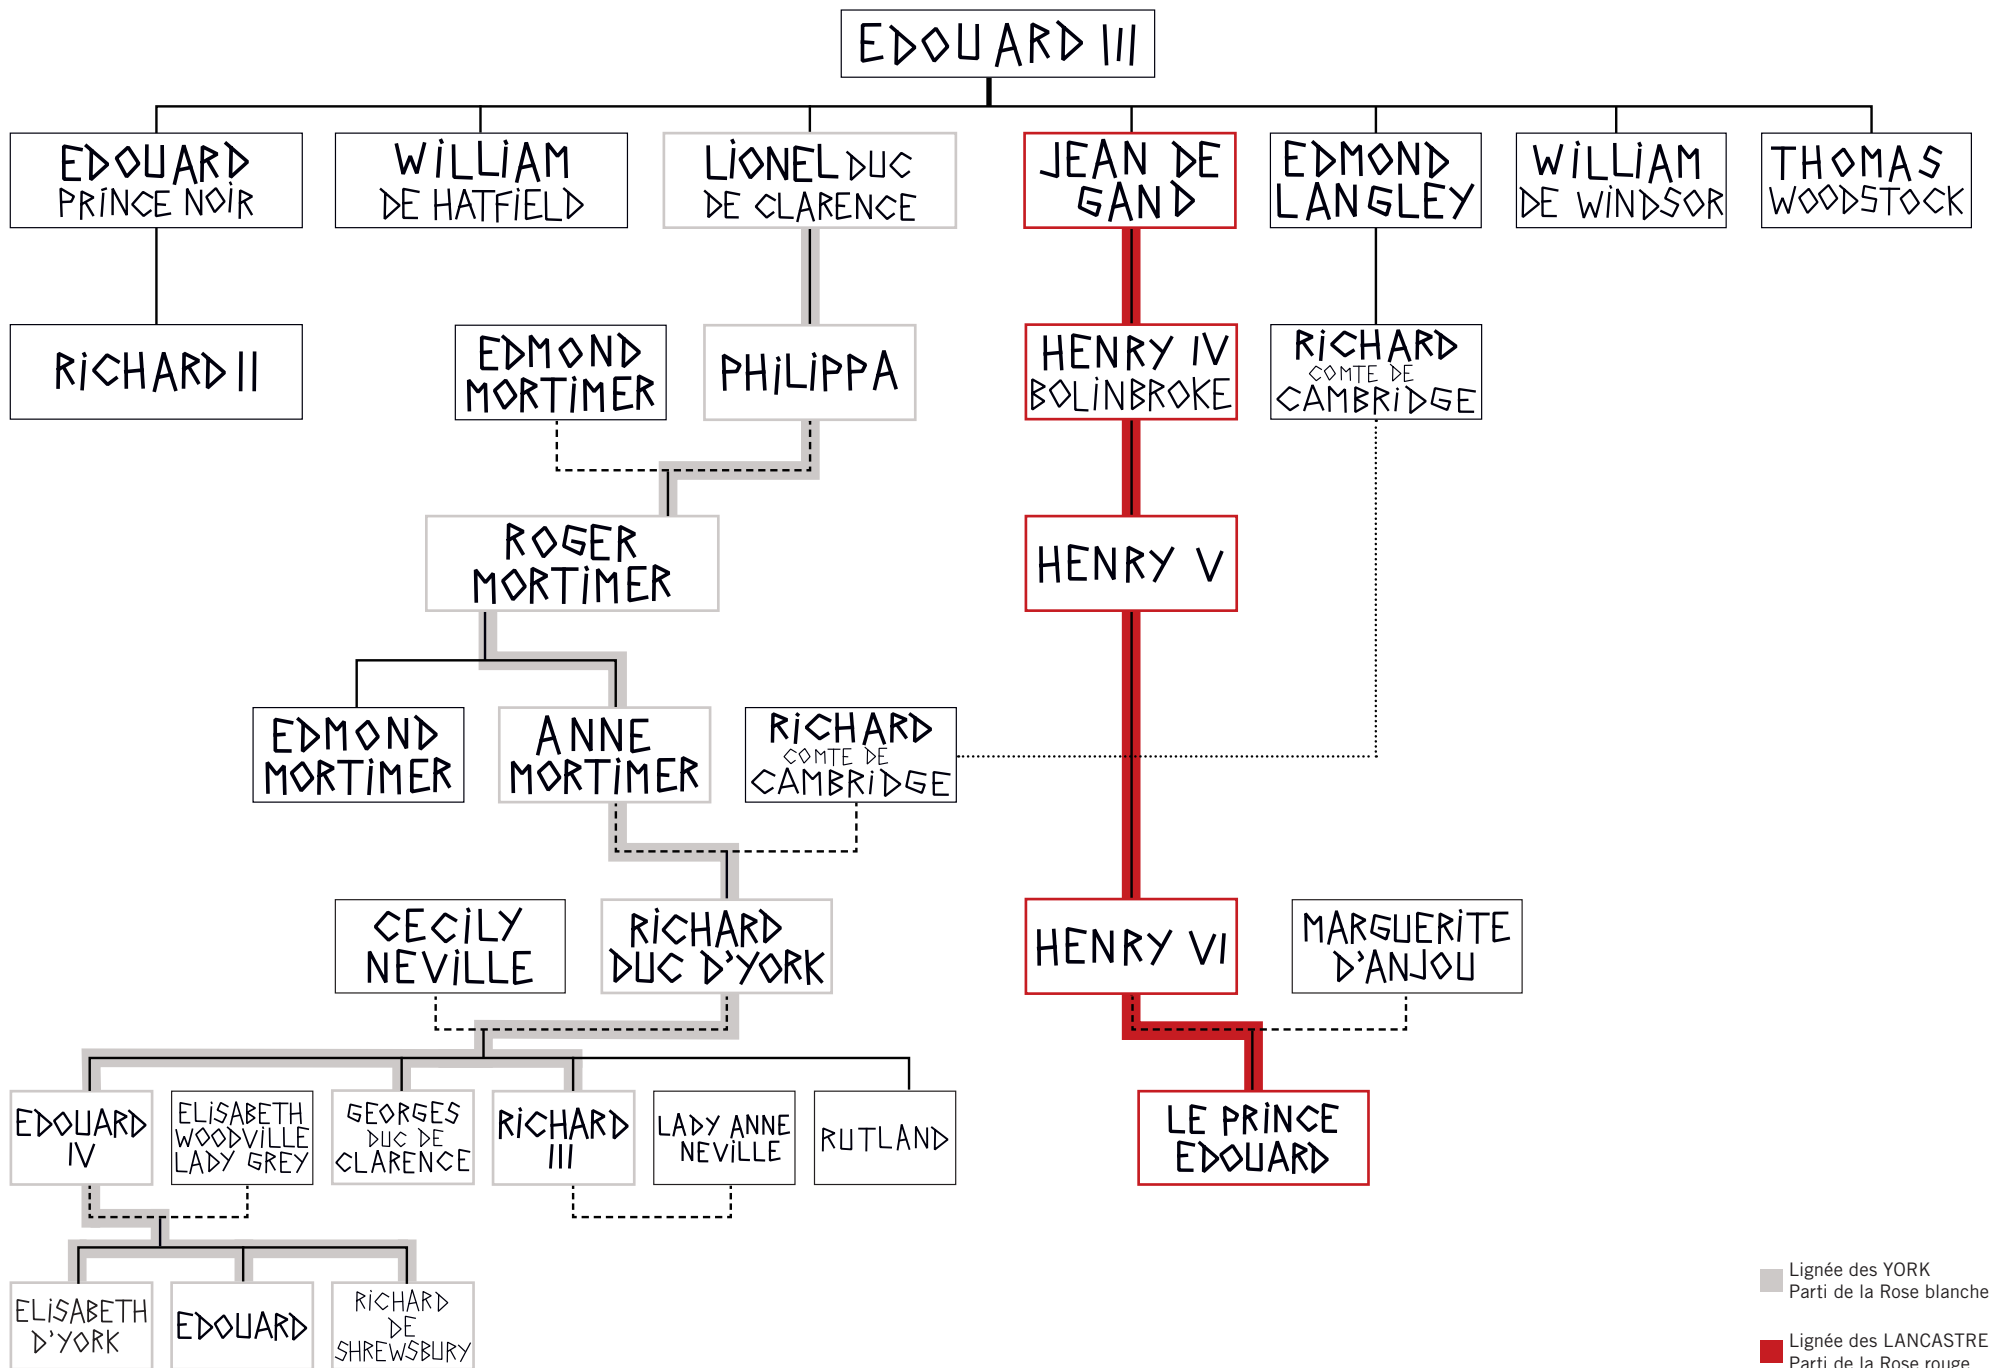 EDOUARD III
EDOUARD
PRINCE NOIR
WILLIAM
DE HATFIELD
LIONEL DUC
DE CLARENCE
JEAN DE
GAND
EDMOND
LANGLEY
WILLIAM
DE WINDSOR
THOMAS
WOODSTOCK
RICHARD II
EDMOND
MORTIMER
PHILIPPA
HENRY IV
BOLINBROKE
RICHARD
COMTE DE
CAMBRIDGE
ROGER
MORTIMER
HENRY V
EDMOND
MORTIMER
ANNE
MORTIMER
RICHARD
COMTE DE
CAMBRIDGE
CECILY
NEVILLE
RICHARD
DUC D'YORK
HENRY VI
MARGUERITE
D'ANJOU
EDOUARD
IV
ELISABETH
WOODVILLE
LADY GREY
GEORGES
DUC DE
CLARENCE
RICHARD
III
LADY ANNE
NEVILLE
RUTLAND
LE PRINCE
EDOUARD
ELISABETH
D'YORK
EDOUARD
RICHARD
DE
SHREWSBURY
Lignée des YORK
Parti de la Rose blanche
Lignée des LANCASTRE
Parti de la Rose rouge